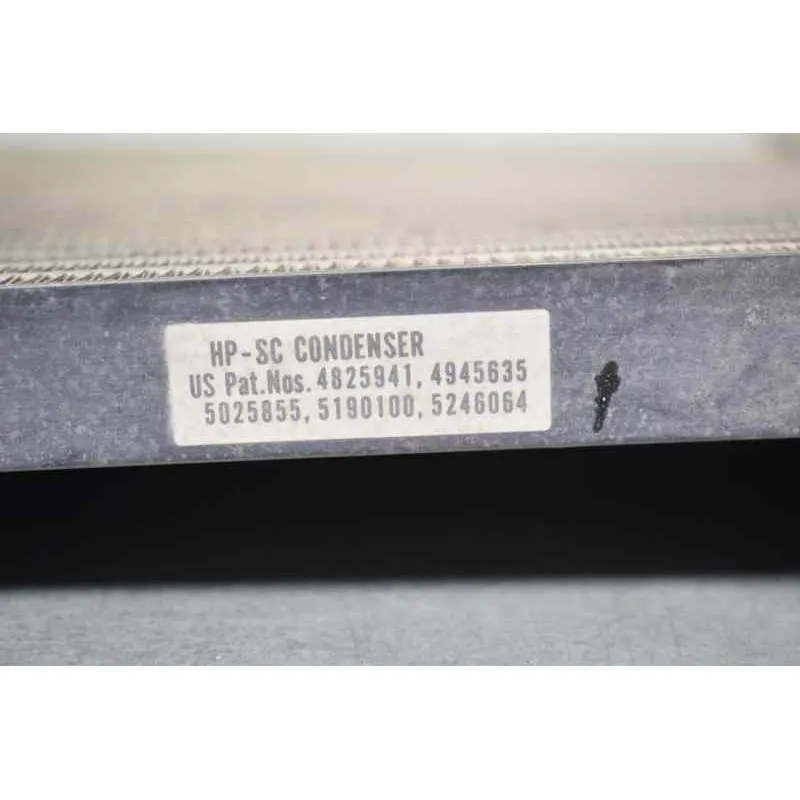 HP-SC CONDENSER
US Pat.Nos. 4825941, 4945635
5025855, 5190100, 5246064